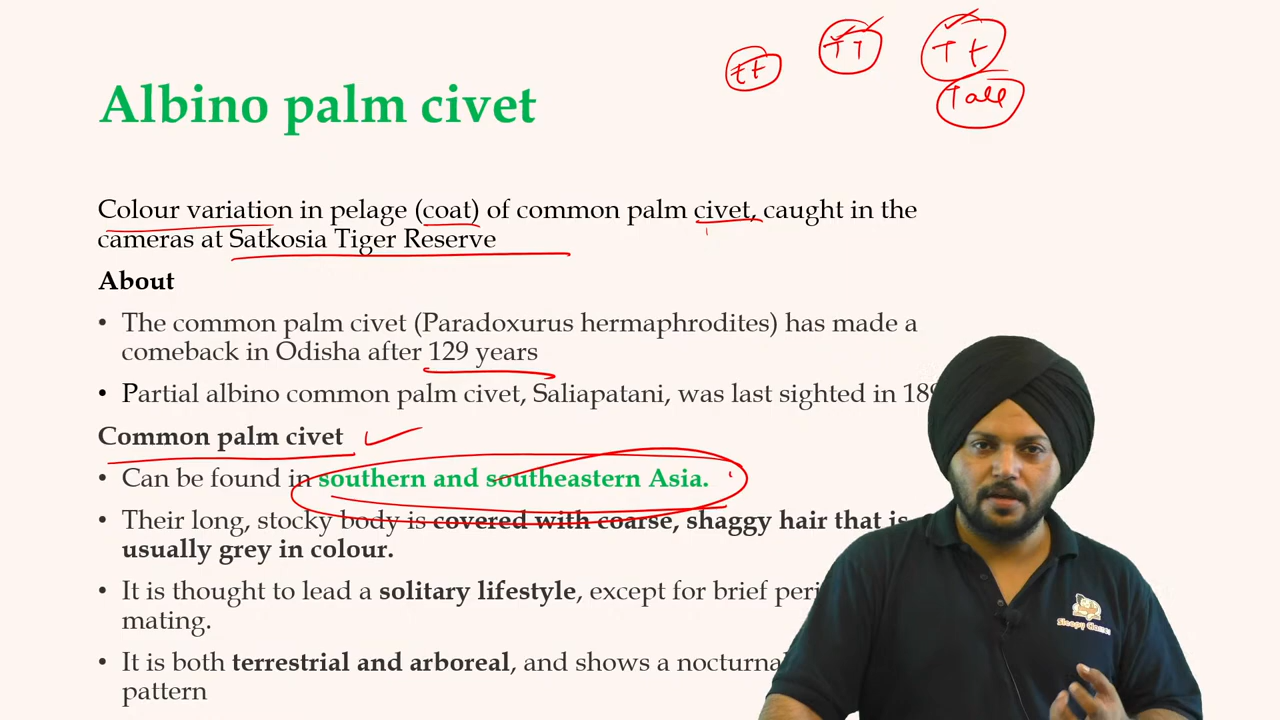 tt TT Tt
Tall
Albino palm civet
Colour variation in pelage (coat) of common palm civet, caught in the
cameras at Satkosia Tiger Reserve
About
• The common palm civet (Paradoxurus hermaphrodites) has made a
comeback in Odisha after 129 years
• Partial albino common palm civet, Saliapatani, was last sighted in 189
Common palm civet
• Can be found in southern and southeastern Asia.
• Their long, stocky body is covered with coarse, shaggy hair that is
usually grey in colour.
• It is thought to lead a solitary lifestyle, except for brief peri
mating.
• It is both terrestrial and arboreal, and shows a nocturnal
pattern
Sleepy Classes